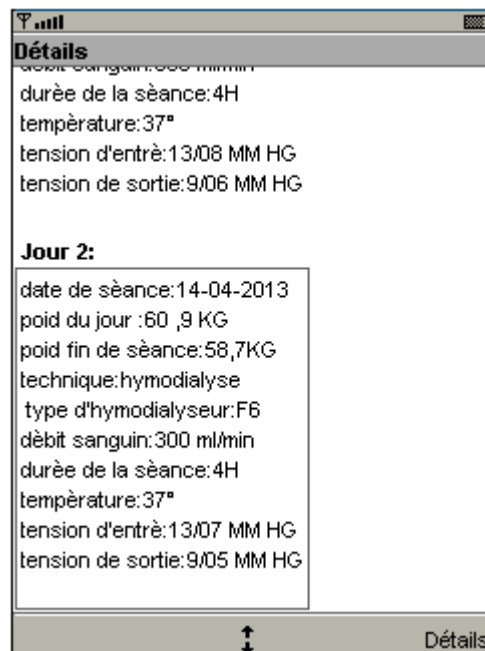 Détails
durèe de la sèance:4H
tempèrature:37°
tension d'entrè:13/08 MM HG
tension de sortie:9/06 MM HG
Jour 2:
date de sèance:14-04-2013
poid du jour :60 ,9 KG
poid fin de sèance:58,7KG
technique:hymodialyse
type d'hymodialyseur:F6
dèbit sanguin:300 ml/min
durèe de la sèance:4H
tempèrature:37°
tension d'entrè:13/07 MM HG
tension de sortie:9/05 MM HG
Détails